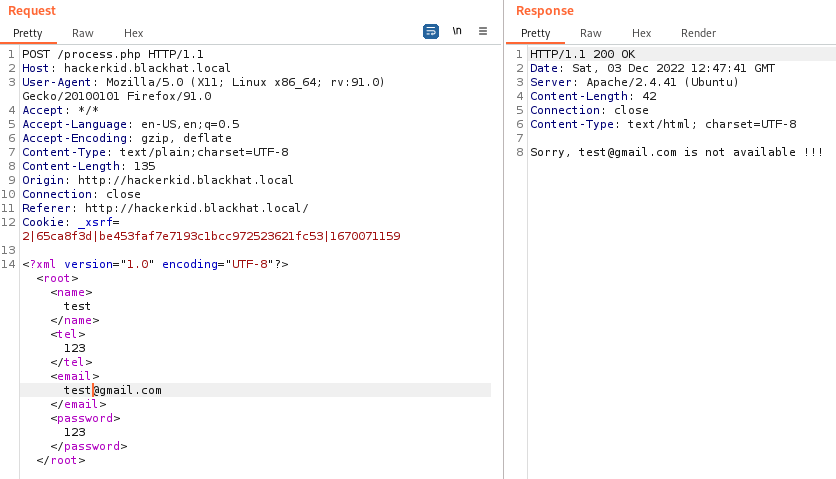 Request
Pretty Raw Hex
\n
1 POST /process.php HTTP/1.1
2 Host: hackerkid.blackhat.local
3 User-Agent: Mozilla/5.0 (X11; Linux x86_64; rv:91.0)
Gecko/20100101 Firefox/91.0
4 Accept: */*
5 Accept-Language: en-US,en;q=0.5
6 Accept-Encoding: gzip, deflate
7 Content-Type: text/plain;charset=UTF-8
8 Content-Length: 135
9 Origin: http://hackerkid.blackhat.local
10 Connection: close
11 Referer: http://hackerkid.blackhat.local/
12 Cookie: _xsrf=
2|65ca8f3d|be453faf7e7193c1bcc972523621fc53|1670071159
13
14 <?xml version="1.0" encoding="UTF-8"?>
<root>
<name>
test
</name>
<tel>
123
</tel>
<email>
test@gmail.com
</email>
<password>
123
</password>
</root>
Response
Pretty Raw Hex Render
1 HTTP/1.1 200 OK
2 Date: Sat, 03 Dec 2022 12:47:41 GMT
3 Server: Apache/2.4.41 (Ubuntu)
4 Content-Length: 42
5 Connection: close
6 Content-Type: text/html; charset=UTF-8
7
8 Sorry, test@gmail.com is not available !!!